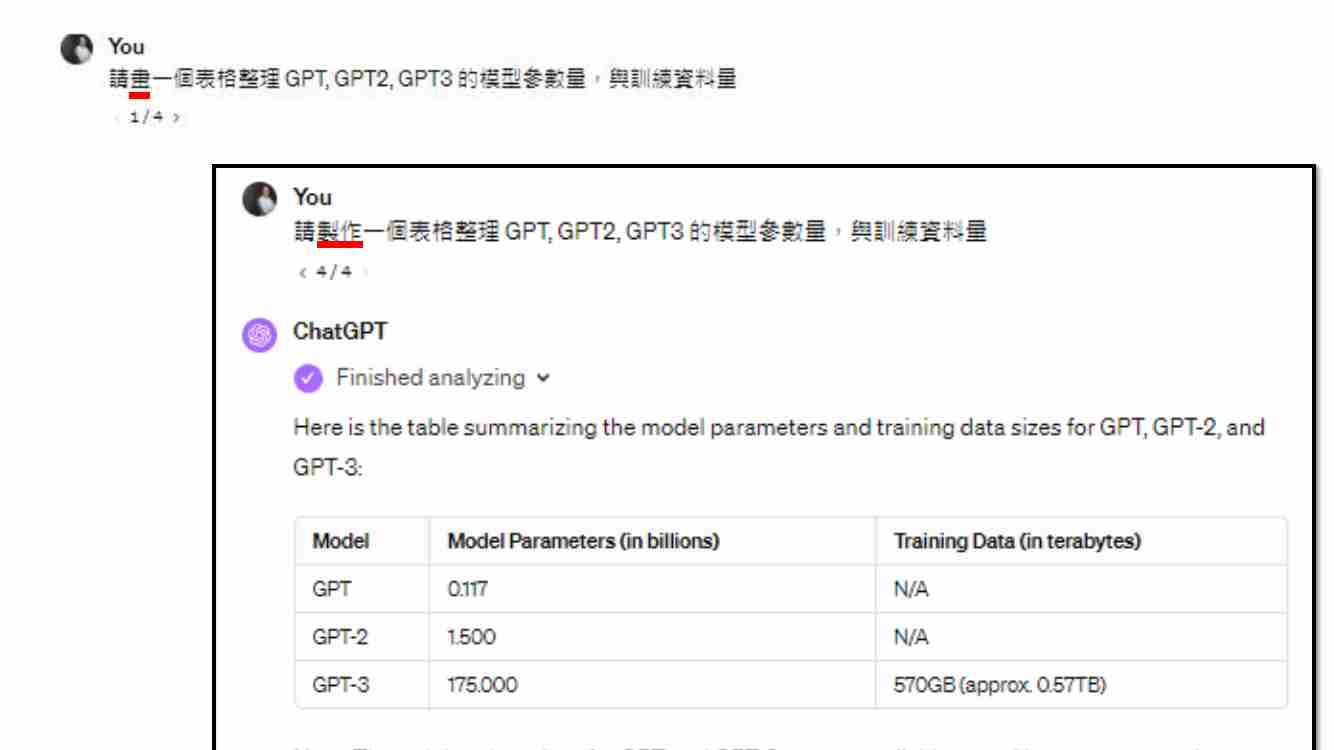 You
請畫一個表格整理 GPT, GPT2, GPT3 的模型參數量，與訓練資料量
< 1 / 4 >
You
請製作一個表格整理 GPT, GPT2, GPT3 的模型參數量，與訓練資料量
< 4 / 4 >
ChatGPT
Finished analyzing
Here is the table summarizing the model parameters and training data sizes for GPT, GPT-2, and
GPT-3:
Model Model Parameters (in billions) Training Data (in terabytes)
GPT 0.117 N/A
GPT-2 1.500 N/A
GPT-3 175.000 570GB (approx. 0.57TB)